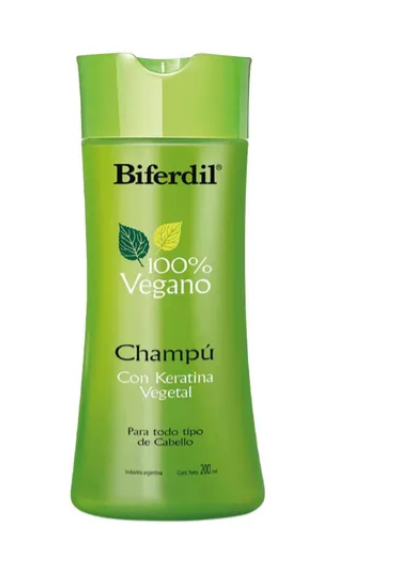 Biferdil®
100%
Vegano
Champú
Con Keratina
Vegetal
Para todo tipo
de Cabello
Industria argentina Cont. Neto 200 ml